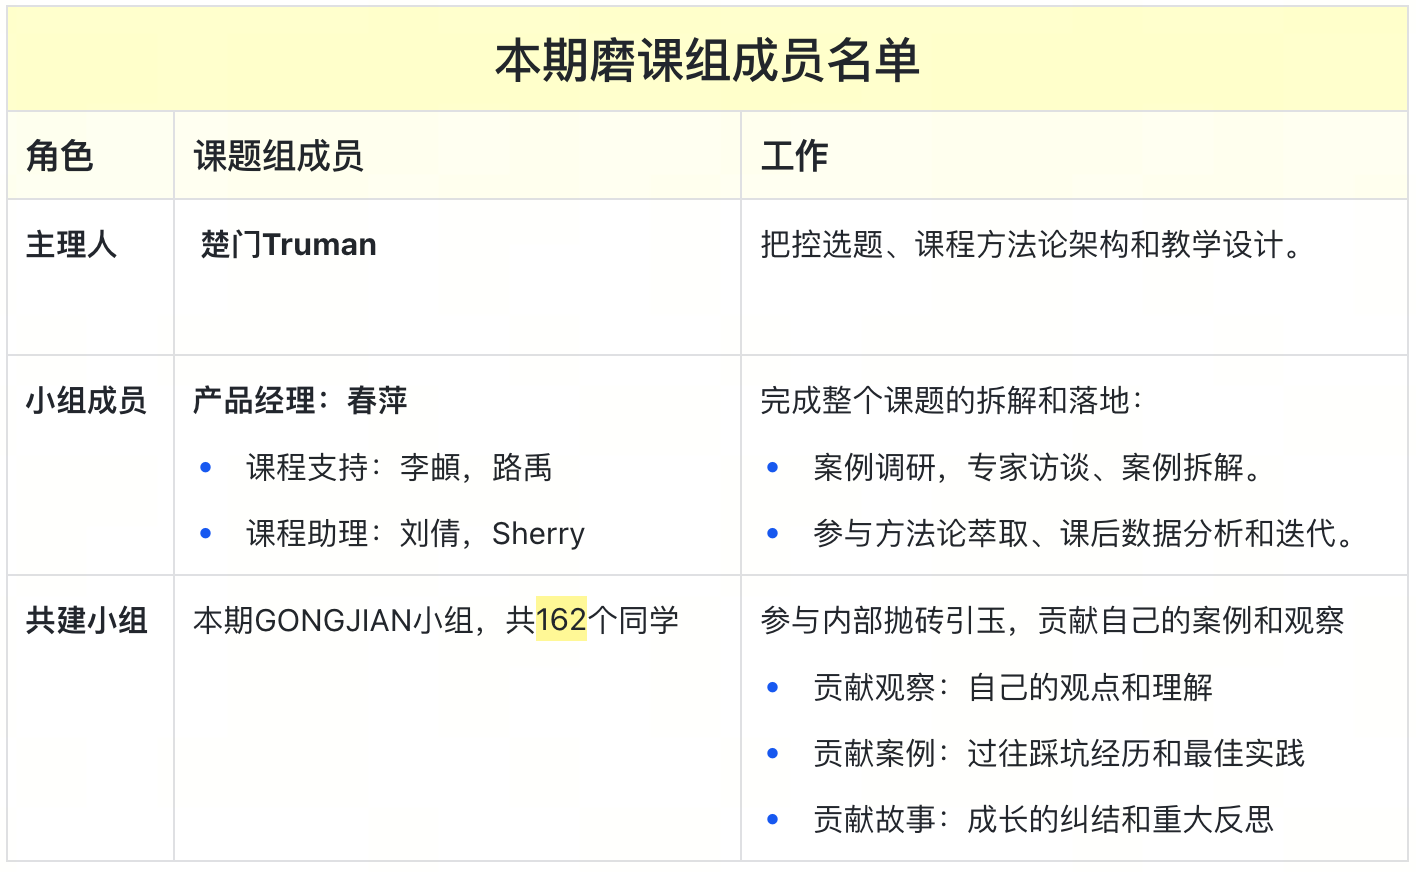 本期磨课组成员名单
角色 课题组成员 工作
主理人 楚门Truman 把控选题、课程方法论架构和教学设计。
小组成员 产品经理：春萍 完成整个课题的拆解和落地：
课程支持：李頔，路禹 案例调研，专家访谈、案例拆解。
课程助理：刘倩，Sherry 参与方法论萃取、课后数据分析和迭代。
共建小组 本期GONGJIAN小组，共162个同学 参与内部抛砖引玉，贡献自己的案例和观察
贡献观察：自己的观点和理解
贡献案例：过往踩坑经历和最佳实践
贡献故事：成长的纠结和重大反思